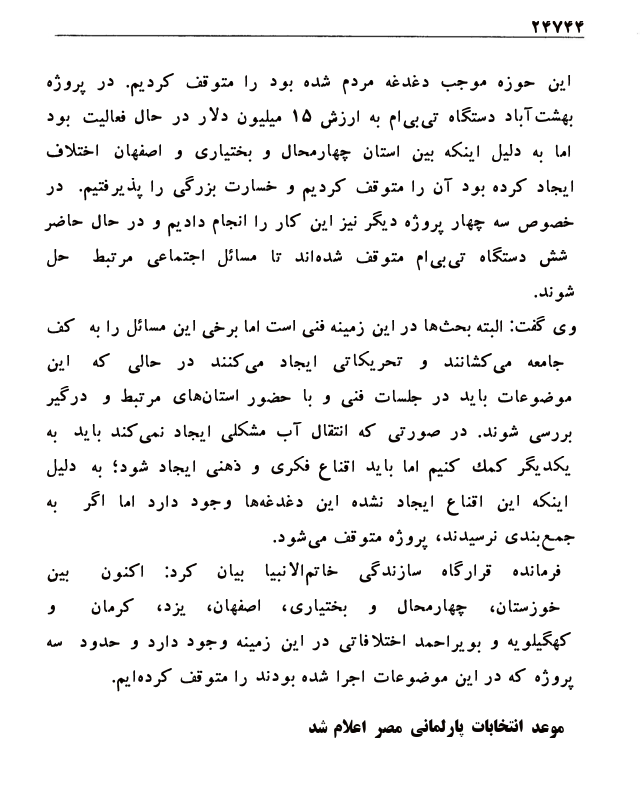 ۲۴۷۴۴
این حوزه موجب دغدغه مردم شده بود را متوقف کردیم. در پروژه
بهشت‌آباد دستگاه تی‌بی‌ام به ارزش ۱۵ میلیون دلار در حال فعالیت بود
اما به دلیل اینکه بین استان چهارمحال و بختیاری و اصفهان اختلاف
ایجاد کرده بود آن را متوقف کردیم و خسارت بزرگی را پذیرفتیم. در
خصوص سه چهار پروژه دیگر نیز این کار را انجام دادیم و در حال حاضر
شش دستگاه تی‌بی‌ام متوقف شده‌اند تا مسائل اجتماعی مرتبط حل
شوند.
وی گفت: البته بحث‌ها در این زمینه فنی است اما برخی این مسائل را به کف
جامعه می‌کشانند و تحریکاتی ایجاد می‌کنند در حالی که این
موضوعات باید در جلسات فنی و با حضور استان‌های مرتبط و درگیر
بررسی شوند. در صورتی که انتقال آب مشکلی ایجاد نمی‌کند باید به
یکدیگر کمك کنیم اما باید اقناع فکری و ذهنی ایجاد شود؛ به دلیل
اینکه این اقناع ایجاد نشده این دغدغه‌ها وجود دارد اما اگر به
جمع‌بندی نرسیدند، پروژه متوقف می‌شود.
فرمانده قرارگاه سازندگی خاتم‌الانبیا بیان کرد: اکنون بین
خوزستان، چهارمحال و بختیاری، اصفهان، یزد، کرمان و
کهگیلویه و بویراحمد اختلافاتی در این زمینه وجود دارد و حدود سه
پروژه که در این موضوعات اجرا شده بودند را متوقف کرده‌ایم.
موعد انتخابات پارلمانی مصر اعلام شد